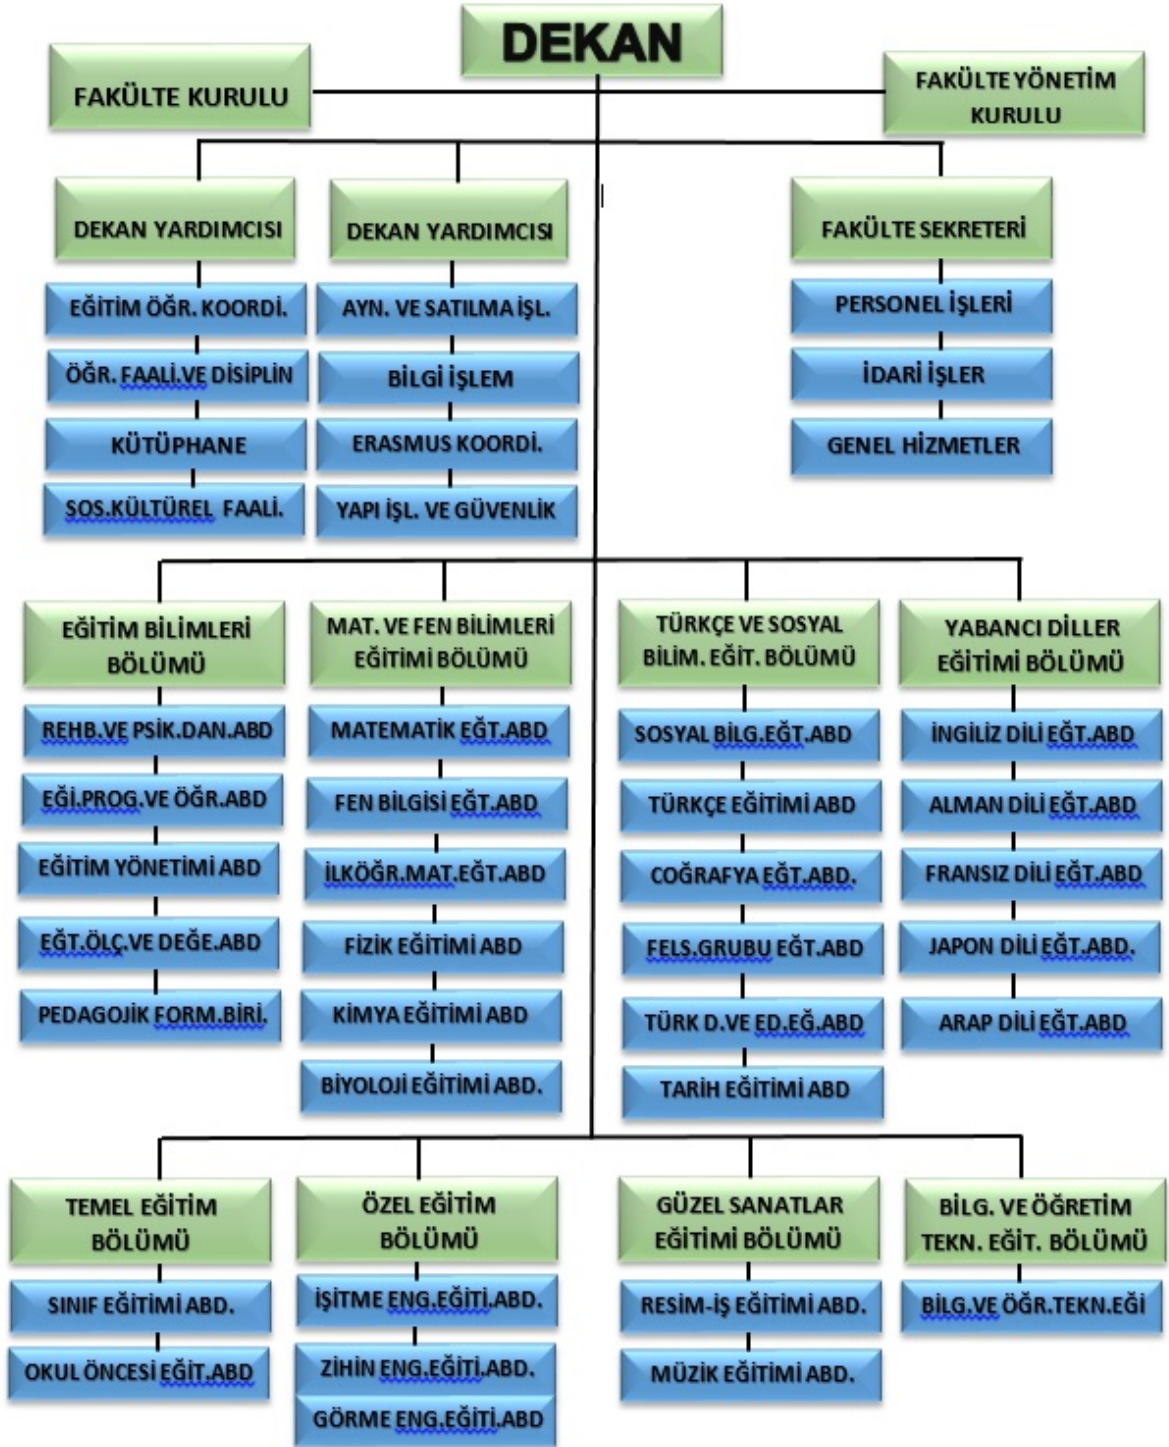 DEKAN
FAKÜLTE KURULU
FAKÜLTE YÖNETİM
KURULU
DEKAN YARDIMCISI
DEKAN YARDIMCISI
FAKÜLTE SEKRETERİ
EĞİTİM ÖĞR. KOORDİ.
ÖĞR. FAALİ.VE DİSİPLİN
KÜTÜPHANE
SOS.KÜLTÜREL FAALİ.
AYN. VE SATILMA İŞL.
BİLGİ İŞLEM
ERASMUS KOORDİ.
YAPI İŞL. VE GÜVENLİK
PERSONEL İŞLERİ
İDARİ İŞLER
GENEL HİZMETLER
EĞİTİM BİLİMLERİ
BÖLÜMÜ
REHB.VE PSİK.DAN.ABD
EĞİ.PROG.VE ÖĞR.ABD
EĞİTİM YÖNETİMİ ABD
EĞT.ÖLÇ.VE DEĞE.ABD
PEDAGOJİK FORM.BİRİ.
MAT. VE FEN BİLİMLERİ
EĞİTİMİ BÖLÜMÜ
MATEMATİK EĞT.ABD
FEN BİLGİSİ EĞT.ABD
İLKÖĞR.MAT.EĞT.ABD
FİZİK EĞİTİMİ ABD
KİMYA EĞİTİMİ ABD
BİYOLOJİ EĞİTİMİ ABD.
TÜRKÇE VE SOSYAL
BİLİM. EĞİT. BÖLÜMÜ
SOSYAL BİLG.EĞT.ABD
TÜRKÇE EĞİTİMİ ABD
COĞRAFYA EĞT.ABD.
FELS.GRUBU EĞT.ABD
TÜRK D.VE ED.EĞ.ABD
TARİH EĞİTİMİ ABD
YABANCI DİLLER
EĞİTİMİ BÖLÜMÜ
İNGİLİZ DİLİ EĞT.ABD
ALMAN DİLİ EĞT.ABD
FRANSIZ DİLİ EĞT.ABD
JAPON DİLİ EĞT.ABD.
ARAP DİLİ EĞT.ABD
TEMEL EĞİTİM
BÖLÜMÜ
SINIF EĞİTİMİ ABD.
OKUL ÖNCESİ EĞİT.ABD
ÖZEL EĞİTİM
BÖLÜMÜ
İŞİTME ENG.EĞİTİ.ABD.
ZİHİN ENG.EĞİTİ.ABD.
GÖRME ENG.EĞİTİ.ABD
GÜZEL SANATLAR
EĞİTİMİ BÖLÜMÜ
RESİM-İŞ EĞİTİMİ ABD.
MÜZİK EĞİTİMİ ABD.
BİLG. VE ÖĞRETİM
TEKN. EĞİT. BÖLÜMÜ
BİLG.VE ÖĞR.TEKN.EĞİ